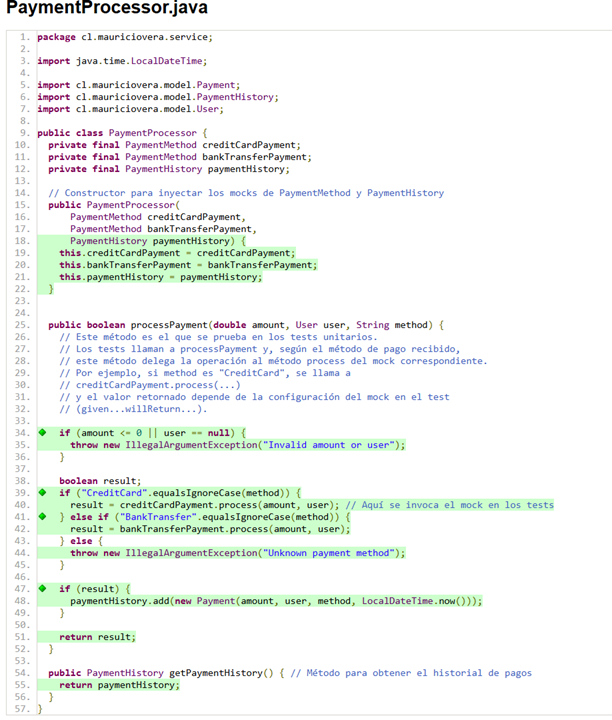 PaymentProcessor.java
1. package cl.mauriciovera.service;
2.
3. import java.time.LocalDateTime;
4.
5. import cl.mauriciovera.model.Payment;
6. import cl.mauriciovera.model.PaymentHistory;
7. import cl.mauriciovera.model.User;
8.
9. public class PaymentProcessor {
10. private final PaymentMethod creditCardPayment;
11. private final PaymentMethod bankTransferPayment;
12. private final PaymentHistory paymentHistory;
13.
14. // Constructor para inyectar los mocks de PaymentMethod y PaymentHistory
15. public PaymentProcessor(
16. PaymentMethod creditCardPayment,
17. PaymentMethod bankTransferPayment,
18. PaymentHistory paymentHistory) {
19. this.creditCardPayment = creditCardPayment;
20. this.bankTransferPayment = bankTransferPayment;
21. this.paymentHistory = paymentHistory;
22. }
23.
24.
25. public boolean processPayment(double amount, User user, String method) {
26. // Este método es el que se prueba en los tests unitarios.
27. // Los tests llaman a processPayment y, según el método de pago recibido,
28. // este método delega la operación al método process del mock correspondiente.
29. // Por ejemplo, si method es "CreditCard", se llama a
30. // creditCardPayment.process(...)
31. // y el valor retornado depende de la configuración del mock en el test
32. // (given...willReturn...).
33.
34. if (amount <= 0 || user == null) {
35. throw new IllegalArgumentException("Invalid amount or user");
36. }
37.
38. boolean result;
39. if ("CreditCard".equalsIgnoreCase(method)) {
40. result = creditCardPayment.process(amount, user); // Aquí se invoca el mock en los tests
41. } else if ("BankTransfer".equalsIgnoreCase(method)) {
42. result = bankTransferPayment.process(amount, user);
43. } else {
44. throw new IllegalArgumentException("Unknown payment method");
45. }
46.
47. if (result) {
48. paymentHistory.add(new Payment(amount, user, method, LocalDateTime.now()));
49. }
50.
51. return result;
52. }
53.
54. public PaymentHistory getPaymentHistory() { // Método para obtener el historial de pagos
55. return paymentHistory;
56. }
57. }